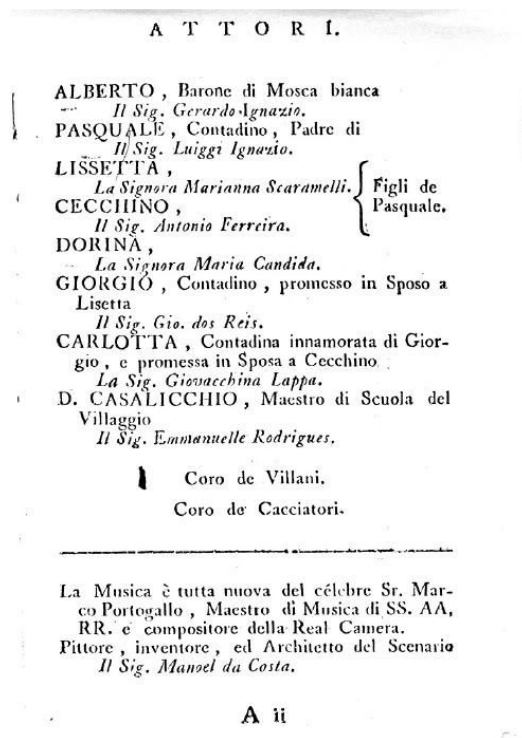 ATTORI.
ALBERTO, Barone di Mosca bianca
Il Sig. Gerardo Ignazio.
PASQUALE, Contadino, Padre di
Il Sig. Luiggi Ignazio.
LISSETTA,
La Signora Marianna Scaramelli.
CECCHINO,
Il Sig. Antonio Ferreira.
Figli de
Pasquale.
DORINA,
La Signora Maria Candida.
GIORGIO, Contadino, promesso in Sposo a
Lisetta
Il Sig. Gio. dos Reis.
CARLOTTA, Contadina innamorata di Gior-
gio, e promessa in Sposa a Cecchino
La Sig. Giovacchina Lappa.
D. CASALICCHIO, Maestro di Scuola del
Villaggio
Il Sig. Emmanuelle Rodrigues.
Coro de Villani.
Coro de Cacciatori.
La Musica è tutta nuova del célebre Sr. Mar-
co Portogallo, Maestro di Musica di SS. AA,
RR. e compositore della Real Camera.
Pittore, inventore, ed Architetto del Scenario
Il Sig. Manoel da Costa.
A ii